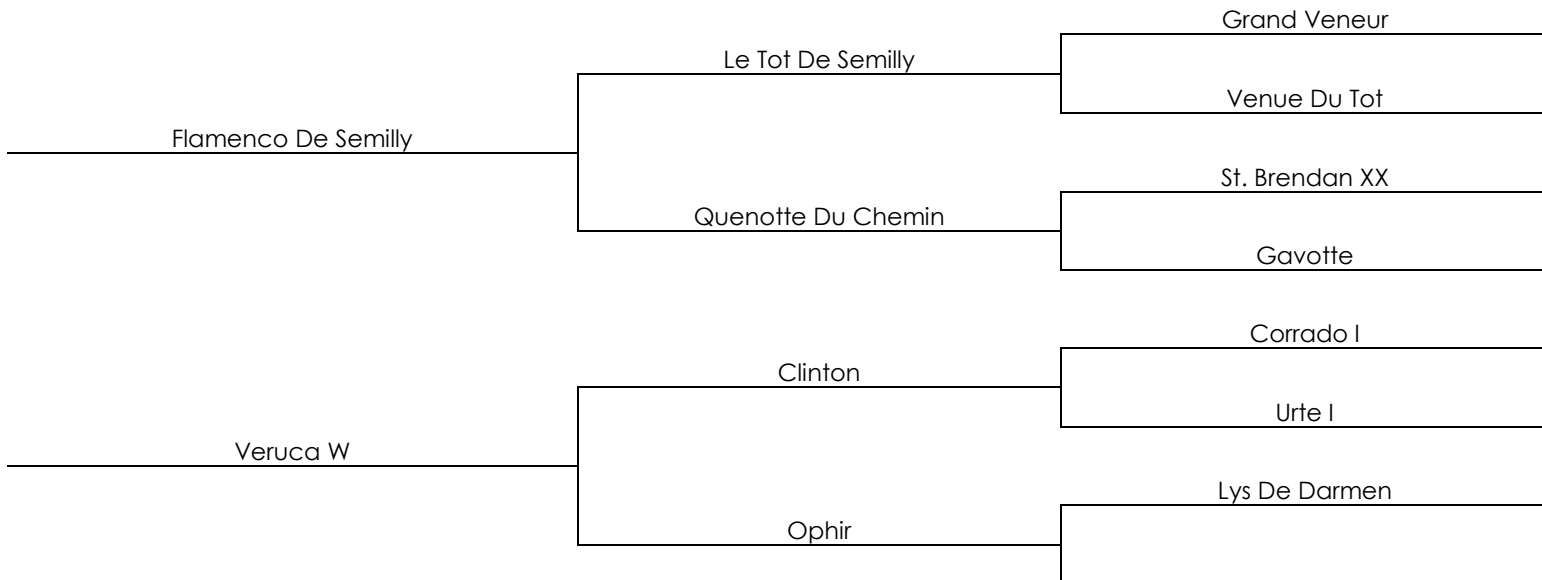 Grand Veneur
Le Tot De Semilly
Venue Du Tot
Flamenco De Semilly
St. Brendan XX
Quenotte Du Chemin
Gavotte
Corrado I
Clinton
Urte I
Veruca W
Lys De Darmen
Ophir